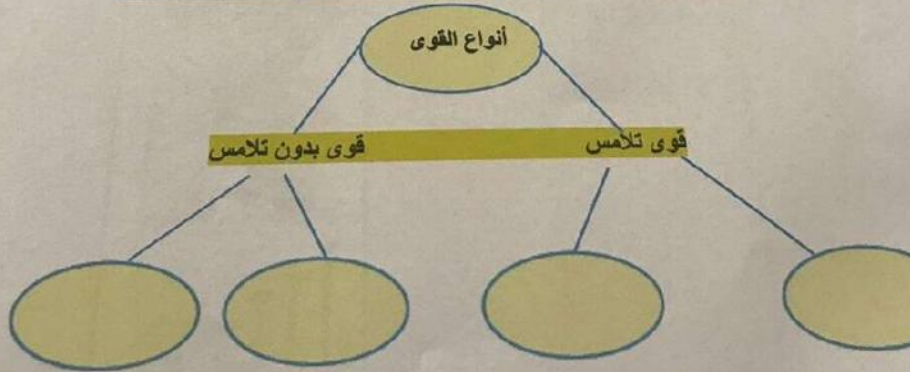 أنواع القوى
قوى تلامس
قوى بدون تلامس